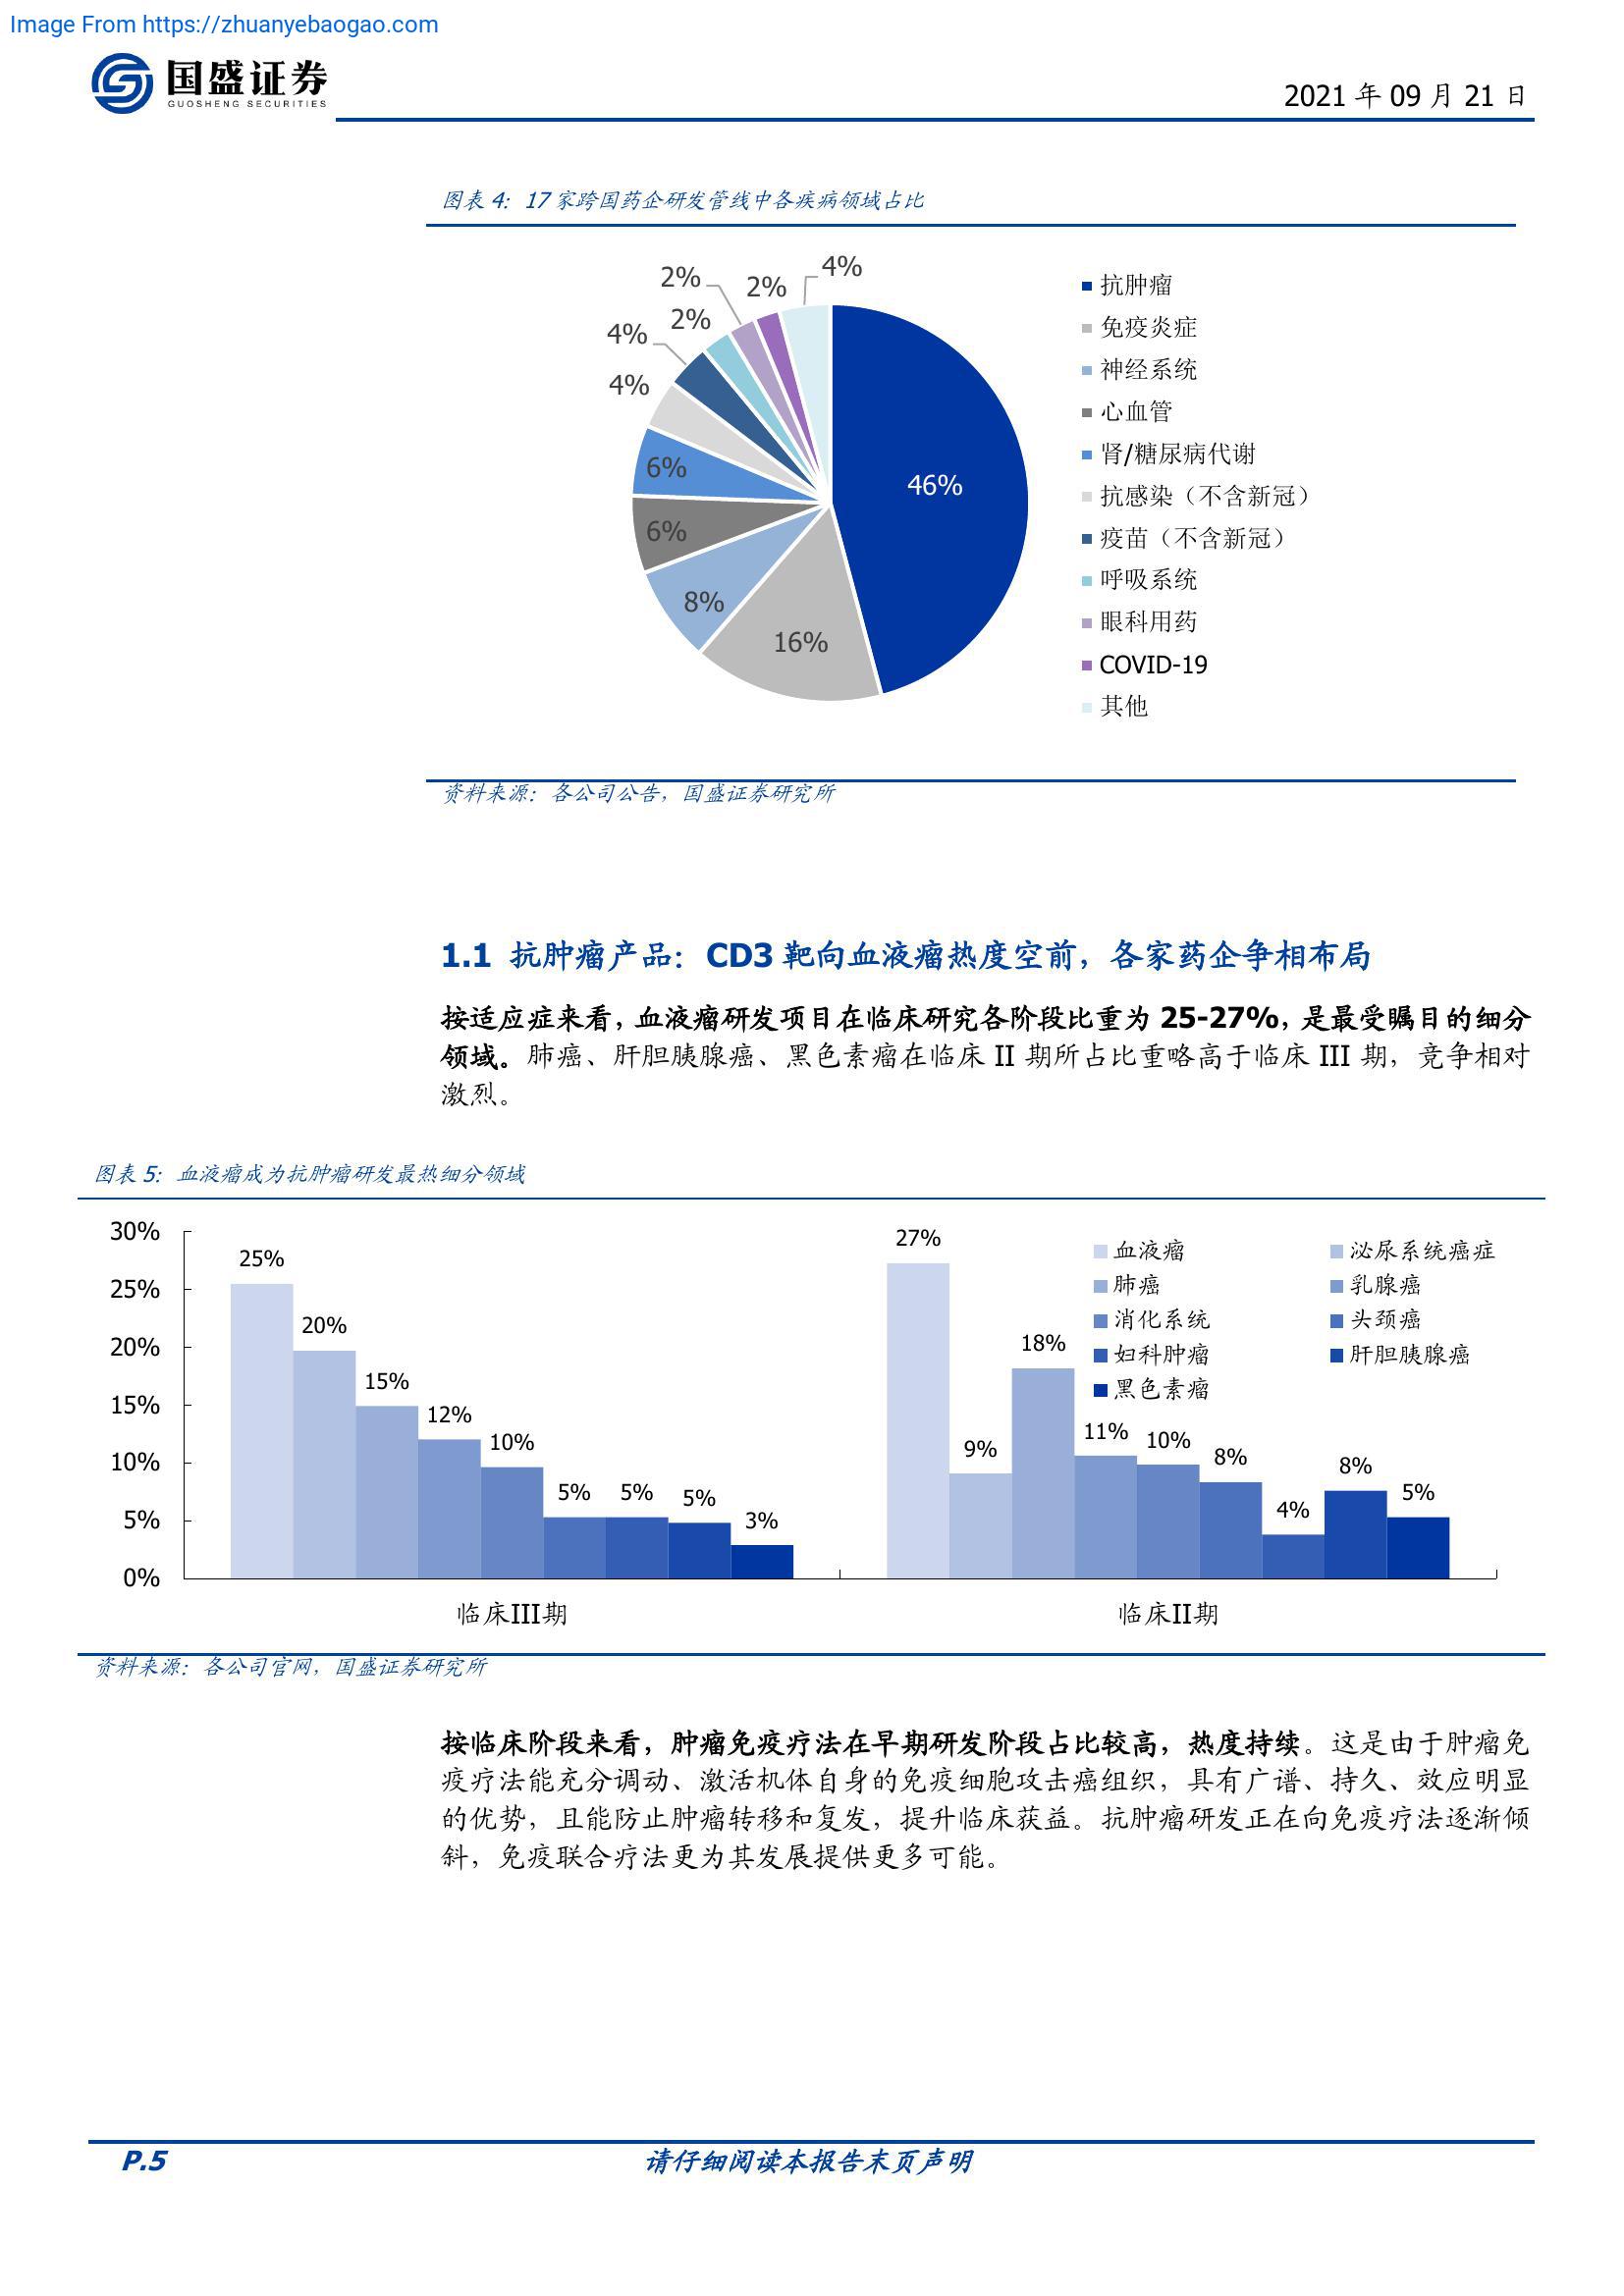 Image From https://zhuanyebaogao.com
国盛证券
GUOSHENG SECURITIES
2021 年 09 月 21 日
图表 4：17 家跨国药企研发管线中各疾病领域占比
4%
2%
2%
2%
4%
4%
6%
6%
8%
16%
46%
抗肿瘤
免疫炎症
神经系统
心血管
肾/糖尿病代谢
抗感染（不含新冠）
疫苗（不含新冠）
呼吸系统
眼科用药
COVID-19
其他
资料来源：各公司公告，国盛证券研究所
1.1 抗肿瘤产品：CD3 靶向血液瘤热度空前，各家药企争相布局
按适应症来看，血液瘤研发项目在临床研究各阶段比重为 25-27%，是最受瞩目的细分
领域。肺癌、肝胆胰腺癌、黑色素瘤在临床 II 期所占比重略高于临床 III 期，竞争相对
激烈。
图表 5：血液瘤成为抗肿瘤研发最热细分领域
30%
25%
20%
15%
10%
5%
0%
25%
20%
15%
12%
10%
5%
5%
5%
3%
27%
9%
18%
11%
10%
8%
4%
8%
5%
血液瘤
泌尿系统癌症
肺癌
乳腺癌
消化系统
头颈癌
妇科肿瘤
肝胆胰腺癌
黑色素瘤
临床III期
临床II期
资料来源：各公司官网，国盛证券研究所
按临床阶段来看，肿瘤免疫疗法在早期研发阶段占比较高，热度持续。这是由于肿瘤免
疫疗法能充分调动、激活机体自身的免疫细胞攻击癌组织，具有广谱、持久、效应明显
的优势，且能防止肿瘤转移和复发，提升临床获益。抗肿瘤研发正在向免疫疗法逐渐倾
斜，免疫联合疗法更为其发展提供更多可能。
P.5
请仔细阅读本报告末页声明